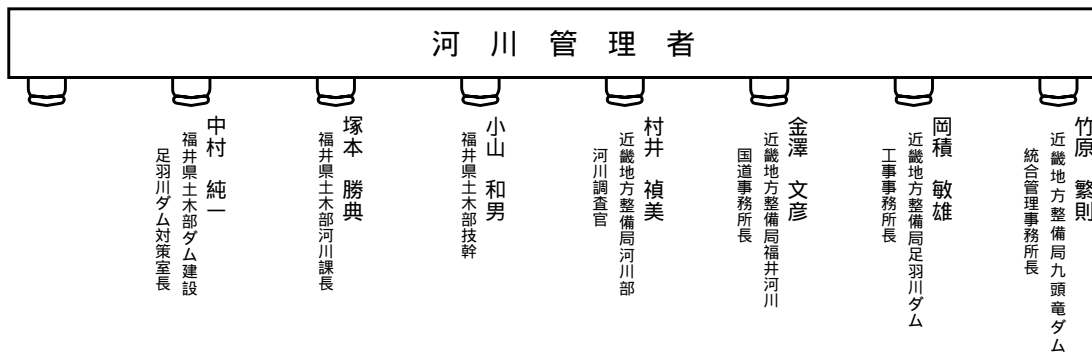 河川管理者
中村 純一
福井県土木部ダム建設
足羽川ダム対策室長
塚本 勝典
福井県土木部河川課長
小山 和男
福井県土木部技幹
村井 禎美
近畿地方整備局河川部
河川調査官
金澤 文彦
近畿地方整備局福井河川
国道事務所長
岡積 敏雄
近畿地方整備局足羽川ダム
工事事務所長
竹原 繁則
近畿地方整備局九頭竜ダム
統合管理事務所長